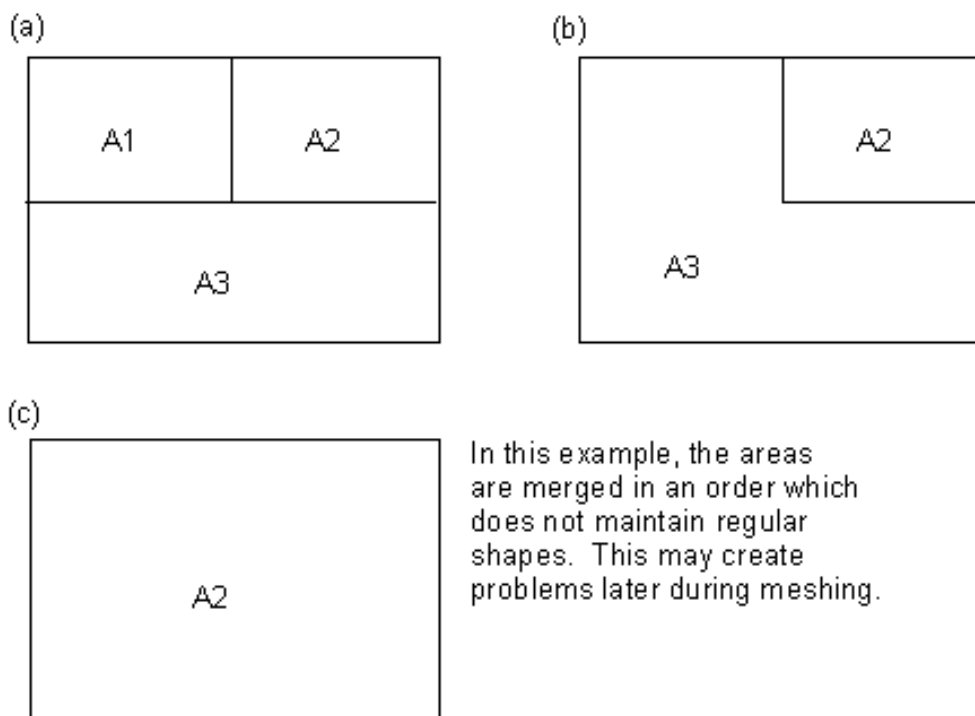 (a)
A1
A2
A3
(b)
A2
A3
(c)
A2
In this example, the areas
are merged in an order which
does not maintain regular
shapes.  This may create
problems later during meshing.